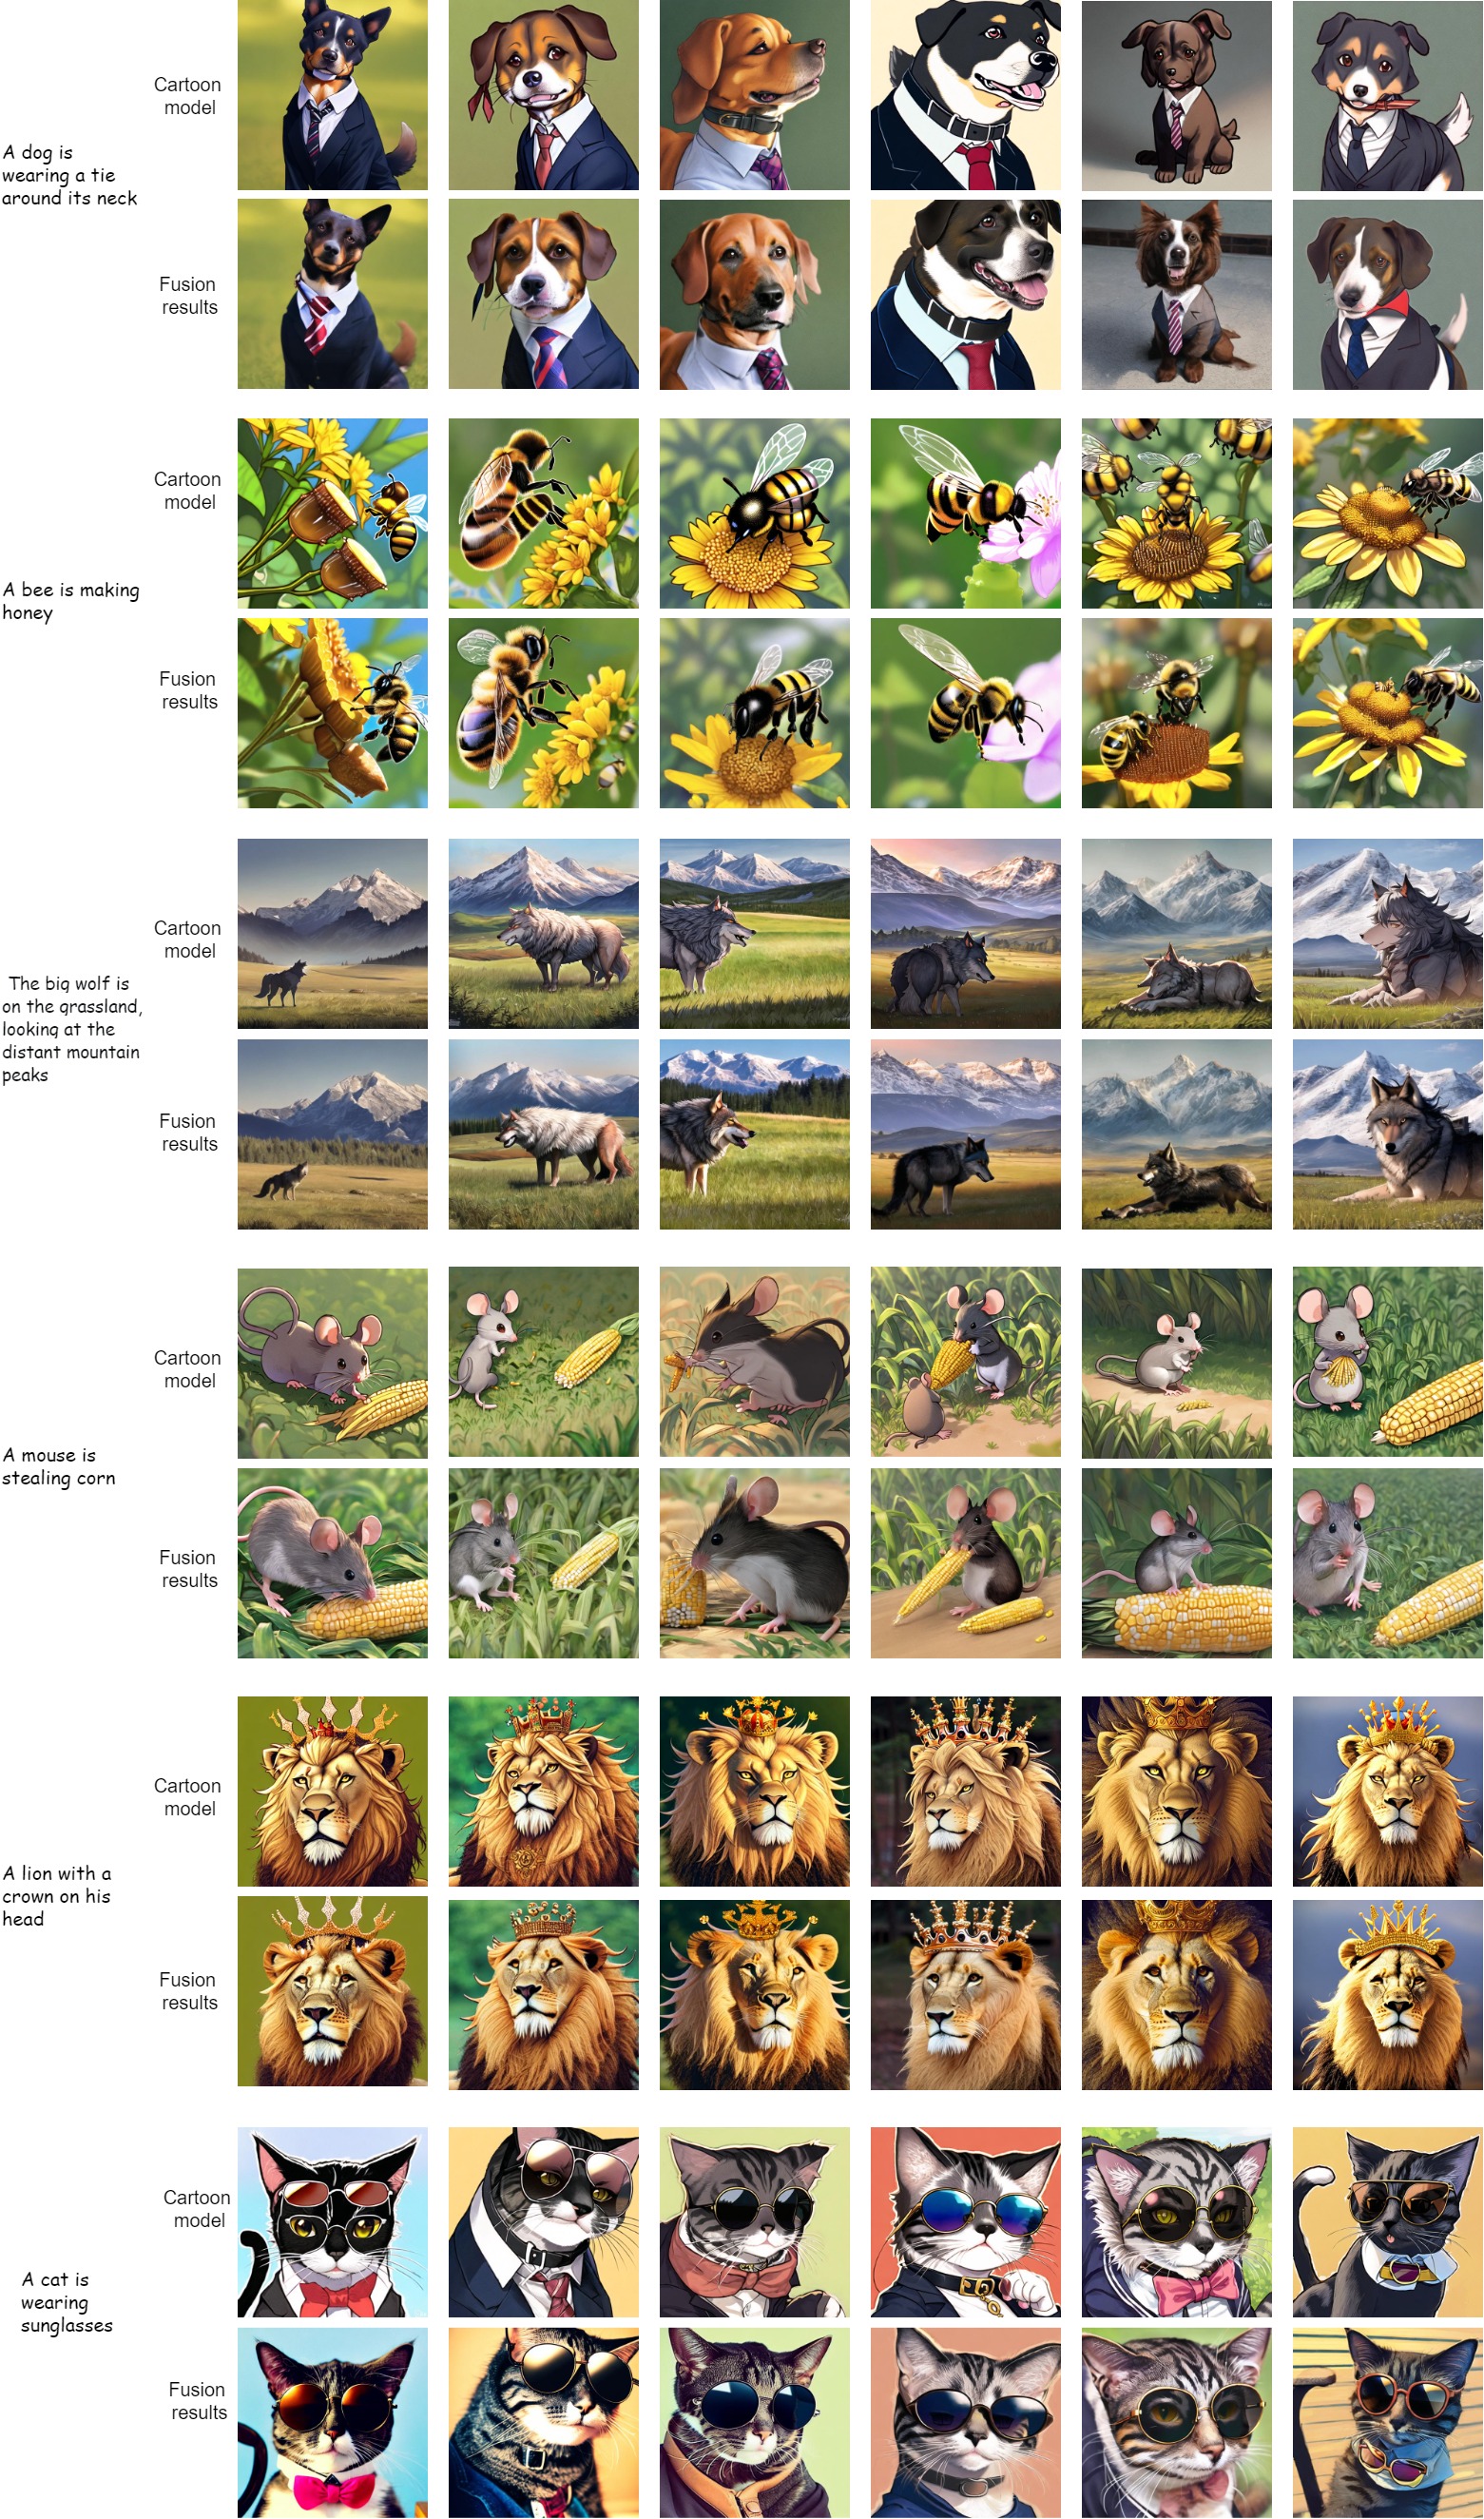 Cartoon
model
A dog is
wearing a tie
around its neck
Fusion
results
Cartoon
model
A bee is making
honey
Fusion
results
Cartoon
model
The big wolf is
on the grassland,
looking at the
distant mountain
peaks
Fusion
results
Cartoon
model
A mouse is
stealing corn
Fusion
results
Cartoon
model
A lion with a
crown on his
head
Fusion
results
Cartoon
model
A cat is
wearing
sunglasses
Fusion
results